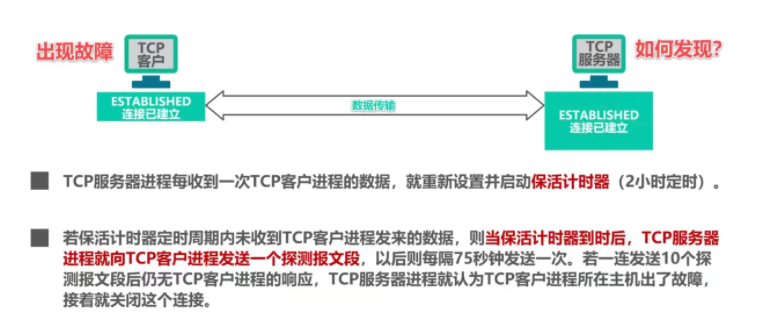 出现故障
TCP
客户
TCP
服务器
如何发现?
ESTABLISHED
连接已建立
数据传输
ESTABLISHED
连接已建立
TCP服务器进程每收到一次TCP客户进程的数据，就重新设置并启动保活计时器（2小时定时）。
若保活计时器定时周期内未收到TCP客户进程发来的数据，则当保活计时器到时后，TCP服务器
进程就向TCP客户进程发送一个探测报文段，以后则每隔75秒钟发送一次。若一连发送10个探
测报文段后仍无TCP客户进程的响应，TCP服务器进程就认为TCP客户进程所在主机出了故障，
接着就关闭这个连接。